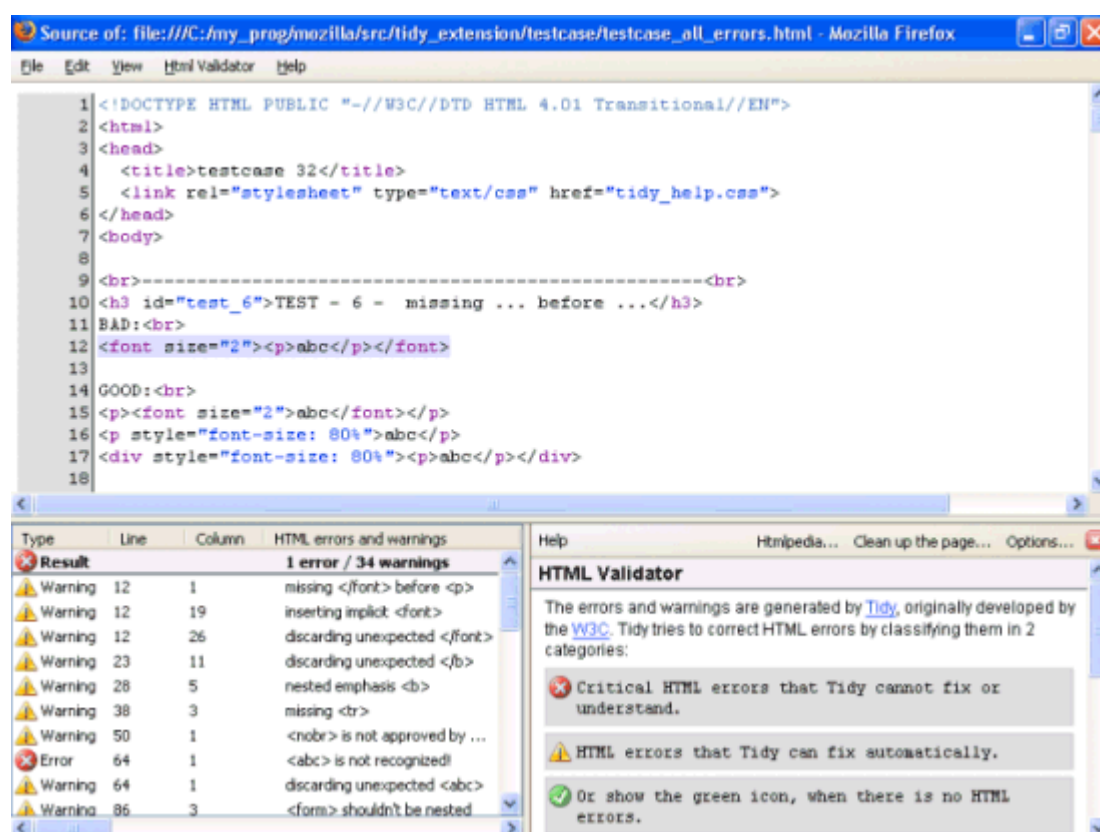 Source of: file:///C:/my_prog/mozilla/src/tidy_extension/testcase/testcase_all_errors.html - Mozilla Firefox
File Edit View Html Validator Help
1 <!DOCTYPE HTML PUBLIC "-//W3C//DTD HTML 4.01 Transitional//EN">
2 <html>
3 <head>
4 <title>testcase 32</title>
5 <link rel="stylesheet" type="text/css" href="tidy_help.css">
6 </head>
7 <body>
8
9 <br>----------------------------------------------------<br>
10 <h3 id="test_6">TEST - 6 -  missing ... before ...</h3>
11 BAD:<br>
12 <font size="2"><p>abc</p></font>
13
14 GOOD:<br>
15 <p><font size="2">abc</font></p>
16 <p style="font-size: 80%">abc</p>
17 <div style="font-size: 80%"><p>abc</p></div>
18
Type Line Column HTML errors and warnings
Result 1 error / 34 warnings
Warning 12 1 missing </font> before <p>
Warning 12 19 inserting implicit <font>
Warning 12 26 discarding unexpected </font>
Warning 23 11 discarding unexpected </b>
Warning 28 5 nested emphasis <b>
Warning 38 3 missing <tr>
Warning 50 1 <nobr> is not approved by ...
Error 64 1 <abc> is not recognized!
Warning 64 1 discarding unexpected <abc>
Warning 86 3 <form> shouldn't be nested
Help Htmlpedia... Clean up the page... Options...
HTML Validator
The errors and warnings are generated by Tidy, originally developed by
the W3C. Tidy tries to correct HTML errors by classifying them in 2
categories:
Critical HTML errors that Tidy cannot fix or
understand.
HTML errors that Tidy can fix automatically.
Or show the green icon, when there is no HTML
errors.